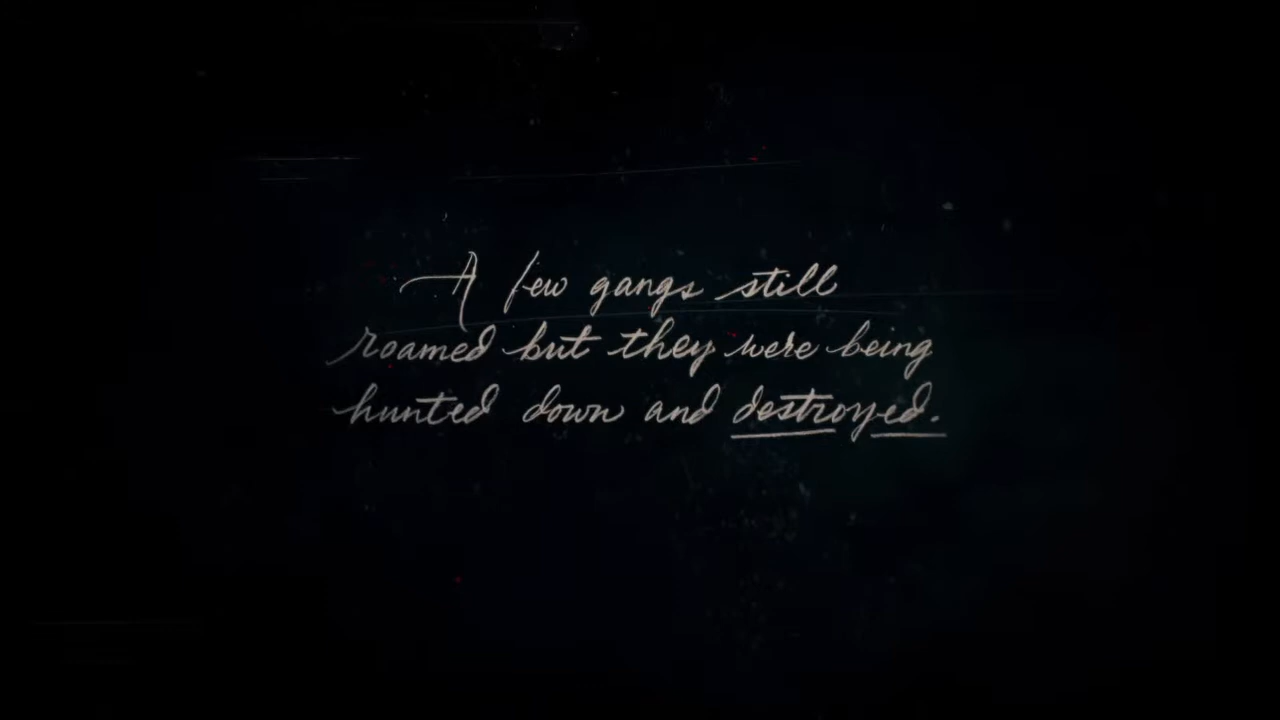 A few gangs still
roamed but they were being
hunted down and destroyed.